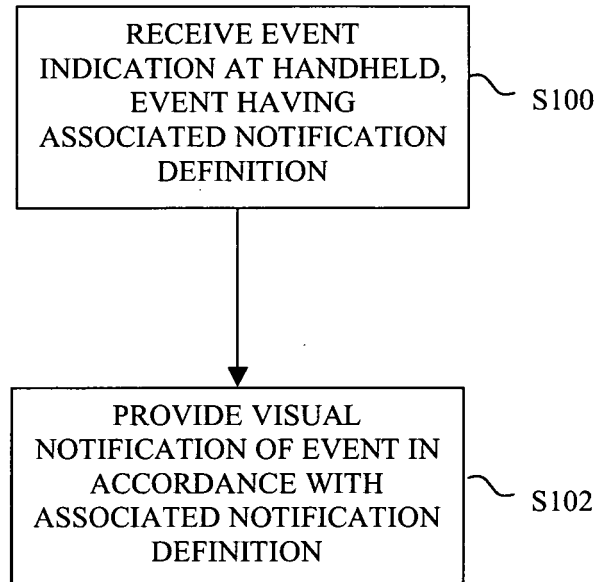 RECEIVE EVENT
INDICATION AT HANDHELD,
EVENT HAVING
ASSOCIATED NOTIFICATION
DEFINITION
S100
PROVIDE VISUAL
NOTIFICATION OF EVENT IN
ACCORDANCE WITH
ASSOCIATED NOTIFICATION
DEFINITION
S102